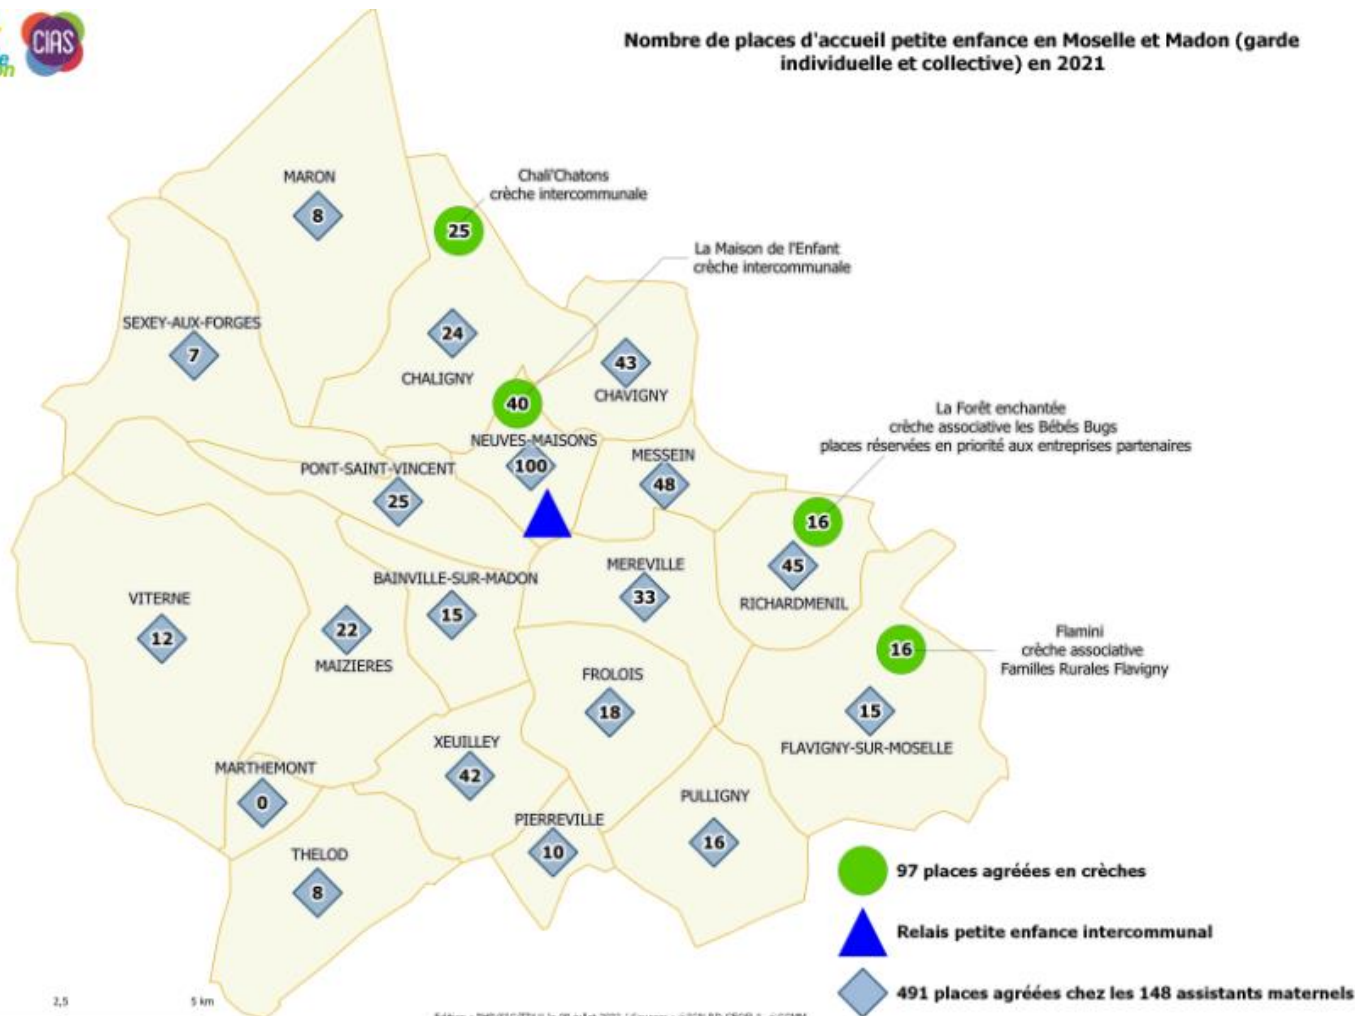 CIAS
Nombre de places d'accueil petite enfance en Moselle et Madon (garde
individuelle et collective) en 2021
MARON
8
Chali'Chatons
crèche intercommunale
25
La Maison de l'Enfant
crèche intercommunale
SEXEY-AUX-FORGES
7
24
CHALIGNY
43
CHAVIGNY
40
La Forêt enchantée
crèche associative les Bébés Bugs
places réservées en priorité aux entreprises partenaires
NEUVES-MAISONS
100
PONT-SAINT-VINCENT
25
MESSEIN
48
16
45
RICHARDMENIL
BAINVILLE-SUR-MADON
15
MEREVILLE
33
VITERNE
12
22
MAIZIERES
16
Flamini
crèche associative
Familles Rurales Flavigny
FROLOIS
18
15
FLAVIGNY-SUR-MOSELLE
XEUILLEY
42
MARTHEMONT
0
PULLIGNY
16
PIERREVILLE
10
THELOD
8
97 places agréées en crèches
Relais petite enfance intercommunal
491 places agréées chez les 148 assistants maternels
2,5 5 km